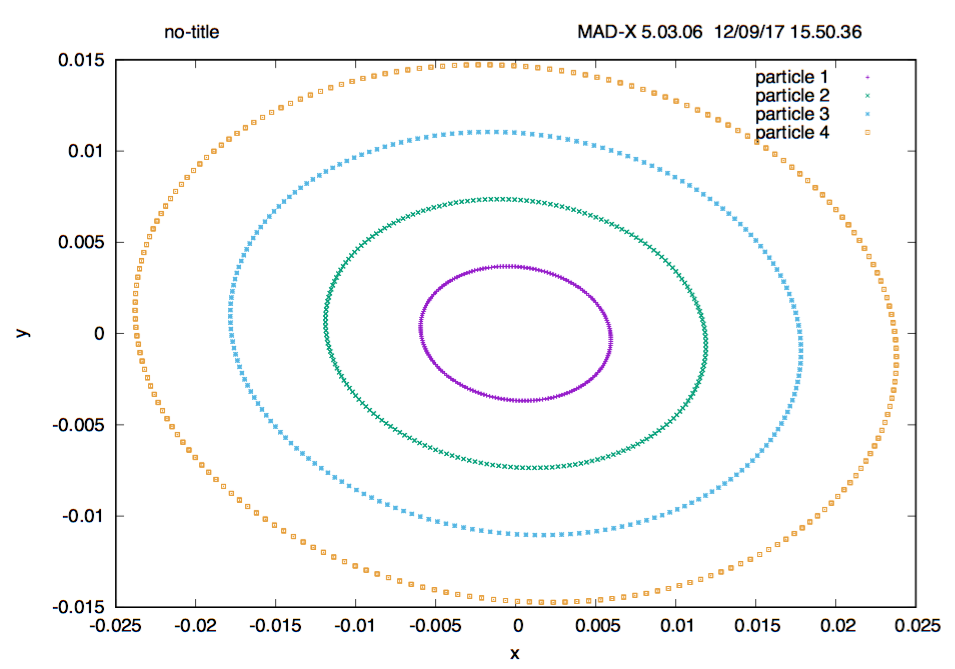 no-title MAD-X 5.03.06 12/09/17 15.50.36
0.015
particle 1
particle 2
particle 3
particle 4
0.01
0.005
y
0
-0.005
-0.01
-0.015
-0.025 -0.02 -0.015 -0.01 -0.005 0 0.005 0.01 0.015 0.02 0.025
x